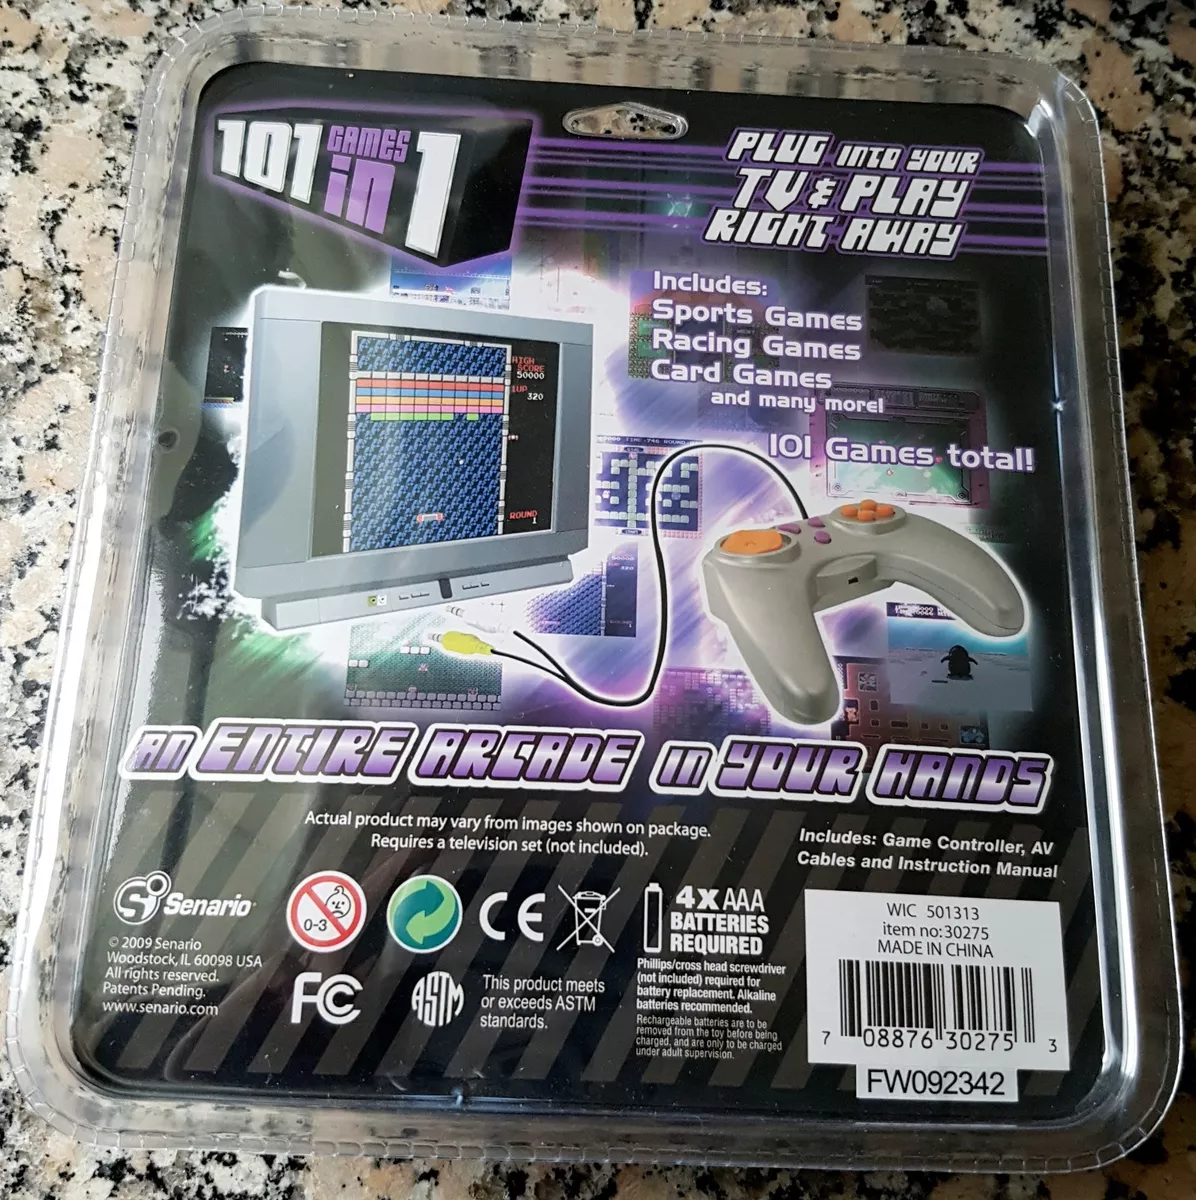 101 GAMES in 1
PLUG INTO YOUR
TV & PLAY
RIGHT AWAY
Includes:
Sports Games
Racing Games
Card Games
and many more!
101 Games total!
HIGH
SCORE
50000
1UP
320
ROUND
1
AN ENTIRE ARCADE IN YOUR HANDS
Actual product may vary from images shown on package.
Requires a television set (not included).
Includes: Game Controller, AV
Cables and Instruction Manual
Senario
© 2009 Senario
Woodstock, IL 60098 USA
All rights reserved.
Patents Pending.
www.senario.com
0-3
CE
FC
ASTM
This product meets
or exceeds ASTM
standards.
4X AAA
BATTERIES
REQUIRED
Phillips/cross head screwdriver
(not included) required for
battery replacement. Alkaline
batteries recommended.
Rechargeable batteries are to be
removed from the toy before being
charged, and are only to be charged
under adult supervision.
WIC 501313
item no:30275
MADE IN CHINA
7 08876 30275 3
FW092342